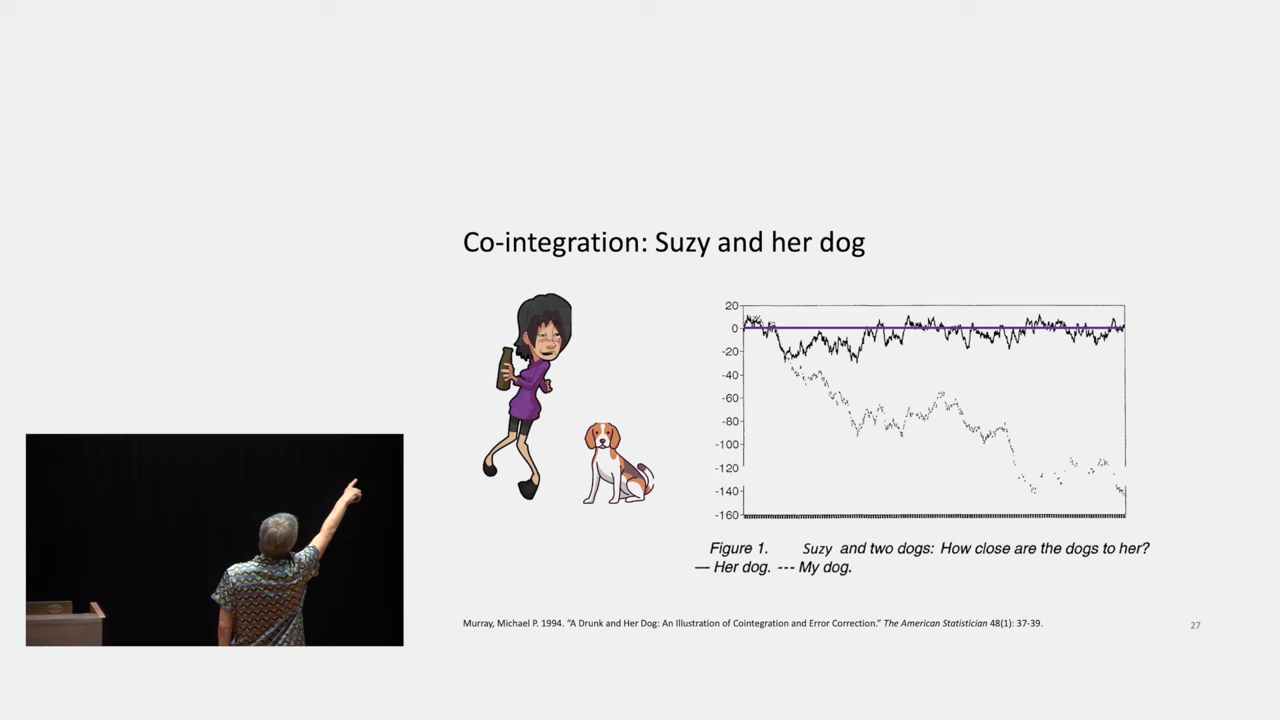 Co-integration: Suzy and her dog
20
0
-20
-40
-60
-80
-100
-120
-140
-160
Figure 1. Suzy and two dogs: How close are the dogs to her?
— Her dog. --- My dog.
Murray, Michael P. 1994. “A Drunk and Her Dog: An Illustration of Cointegration and Error Correction.” The American Statistician 48(1): 37-39.
27